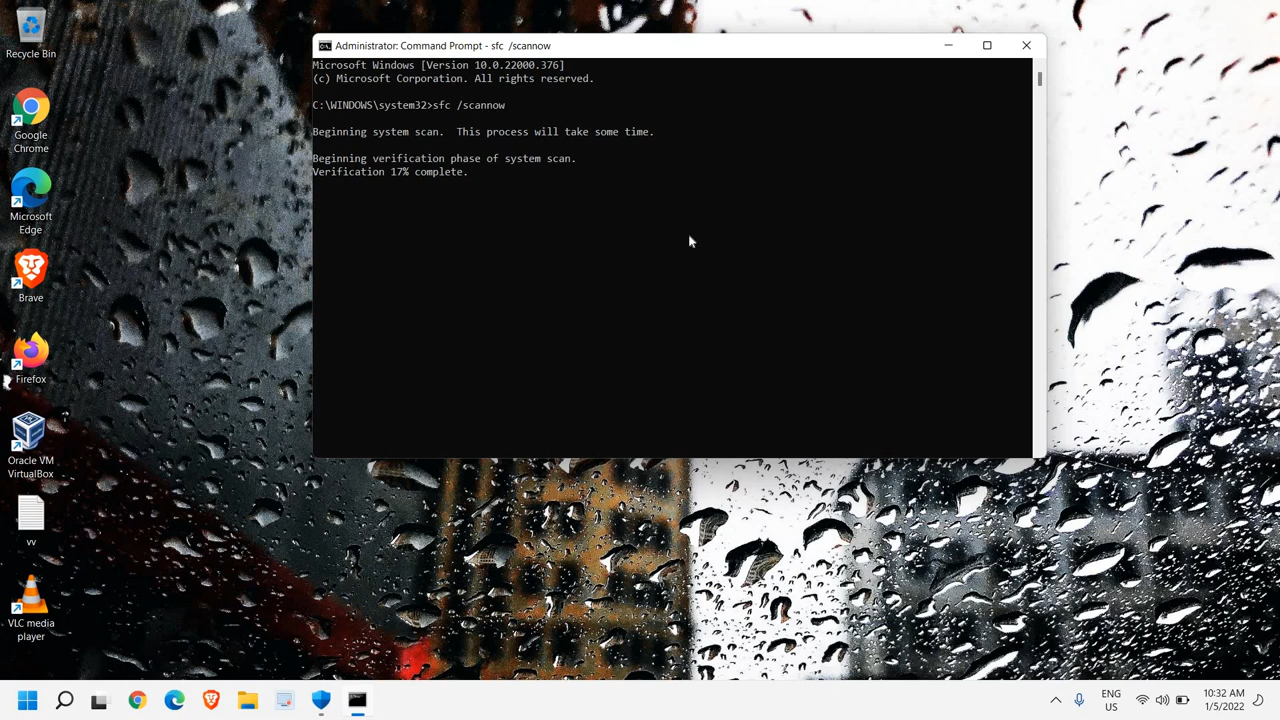 Recycle Bin
Google
Chrome
Microsoft
Edge
Brave
Firefox
Oracle VM
VirtualBox
vv
VLC media
player
Administrator: Command Prompt - sfc  /scannow
Microsoft Windows [Version 10.0.22000.376]
(c) Microsoft Corporation. All rights reserved.
C:\WINDOWS\system32>sfc /scannow
Beginning system scan.  This process will take some time.
Beginning verification phase of system scan.
Verification 17% complete.
ENG
US
10:32 AM
1/5/2022